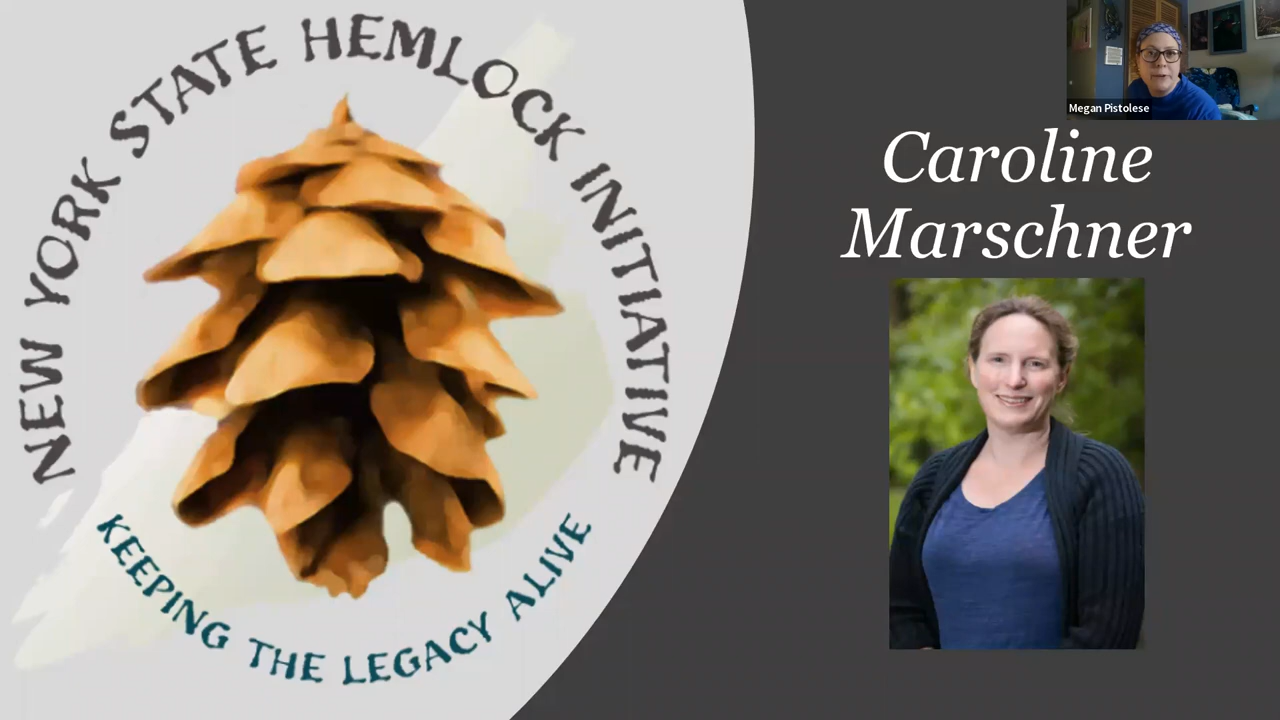 NEW YORK STATE HEMLOCK INITIATIVE
KEEPING THE LEGACY ALIVE
Megan Pistolese
Caroline
Marschner